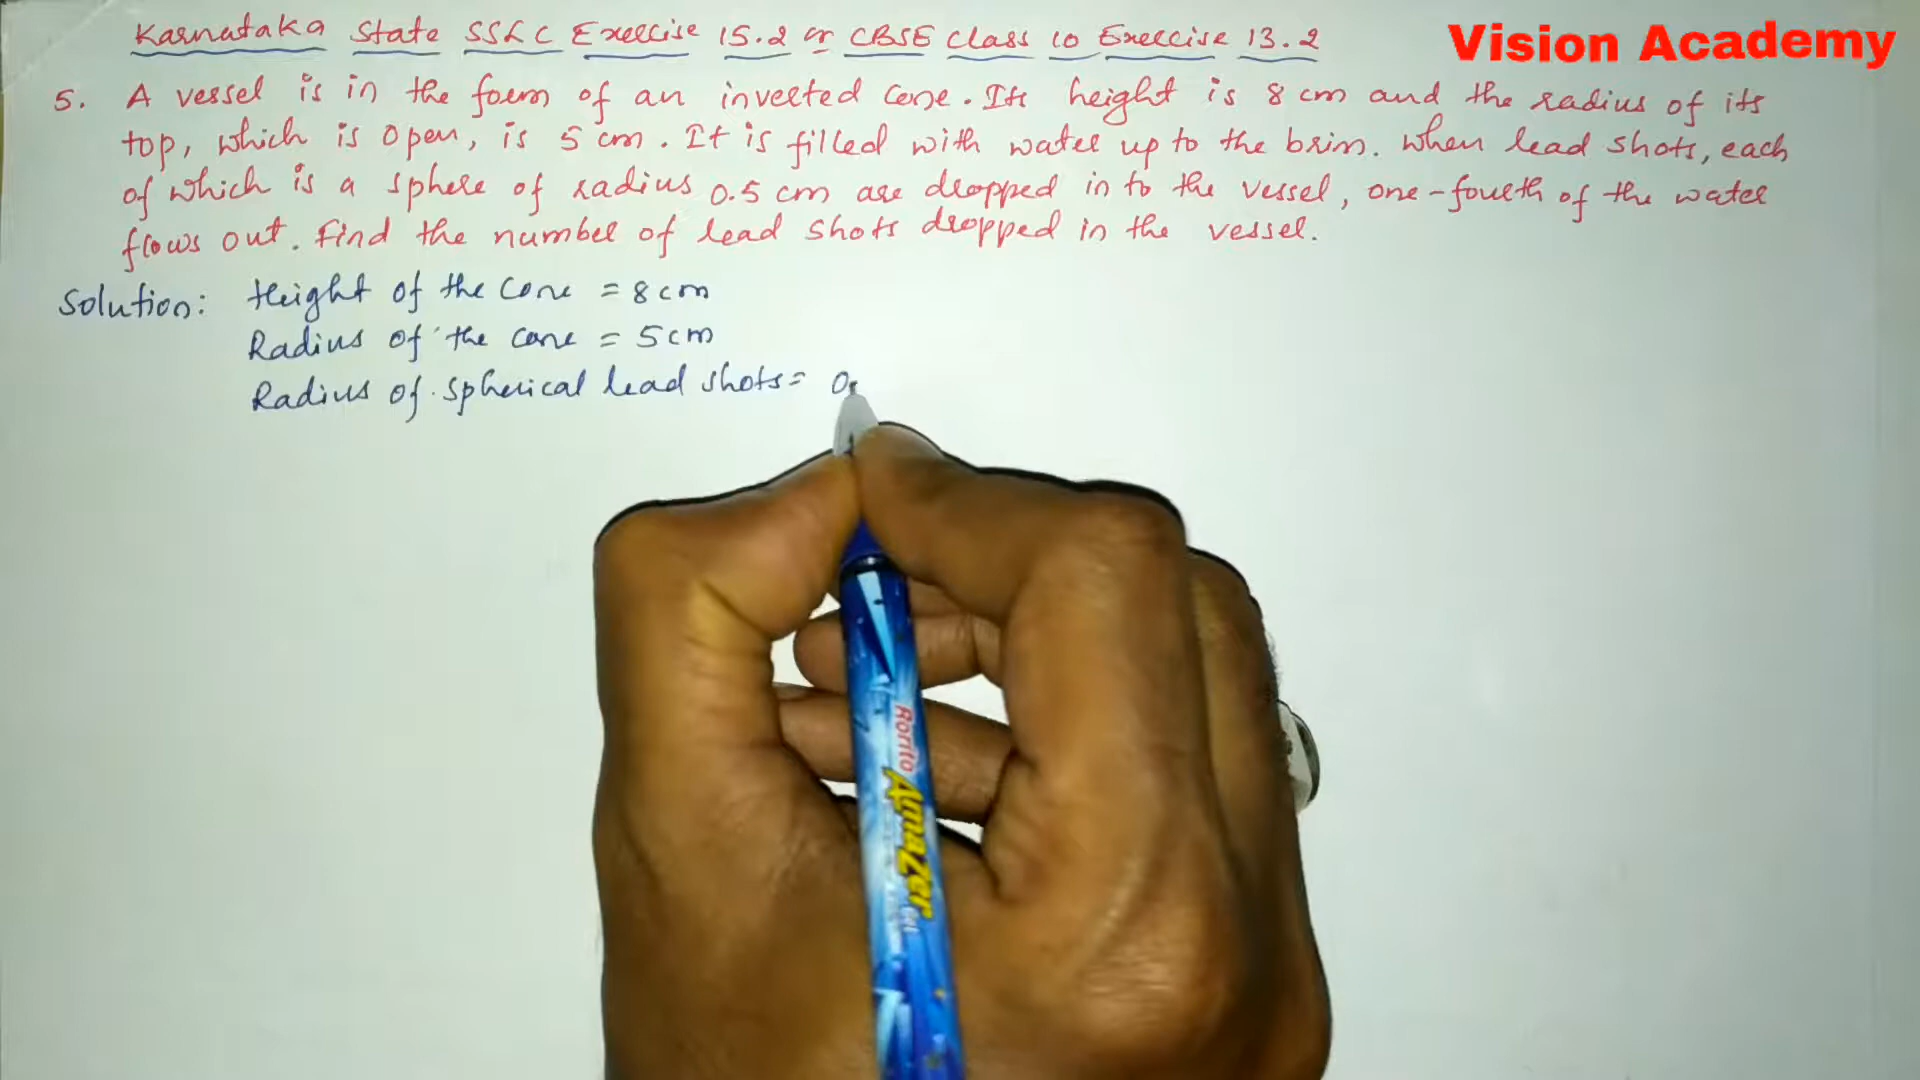 Karnataka State SSLC Exercise 15.2 or CBSE Class 10 Exercise 13.2
Vision Academy
5. A vessel is in the form of an inverted cone. Its height is 8 cm and the radius of its
top, which is open, is 5 cm. It is filled with water up to the brim. When lead shots, each
of which is a sphere of radius 0.5 cm are dropped in to the vessel, one-fourth of the water
flows out. Find the number of lead shots dropped in the vessel.
Solution: Height of the Cone = 8cm
Radius of the cone = 5cm
Radius of spherical lead shots = 0.
Rorito Amazer